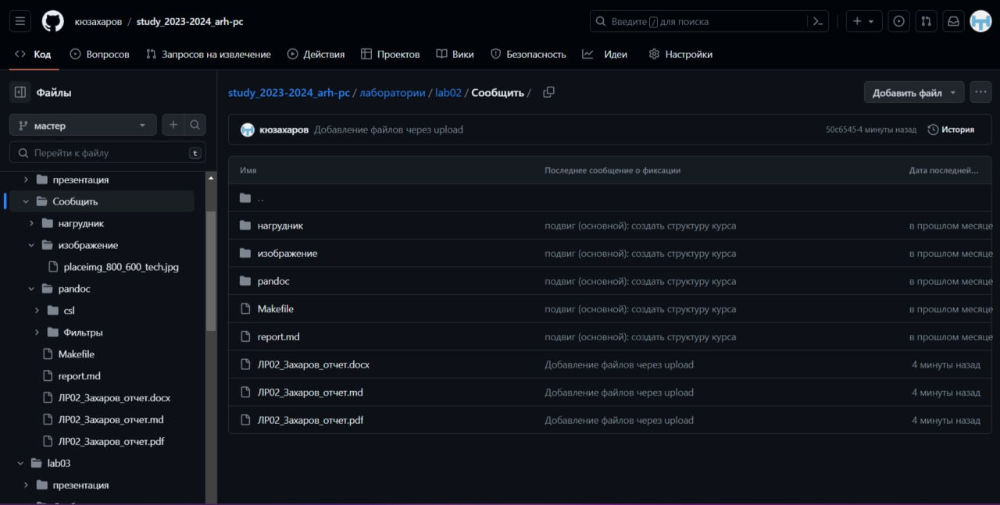 кюзахаров / study_2023-2024_arh-pc
Введите / для поиска
Код
Вопросов
Запросов на извлечение
Действия
Проектов
Вики
Безопасность
Идеи
Настройки
Файлы
мастер
Перейти к файлу
t
презентация
Сообщить
нагрудник
изображение
placeimg_800_600_tech.jpg
pandoc
csl
Фильтры
Makefile
report.md
ЛР02_Захаров_отчет.docx
ЛР02_Захаров_отчет.md
ЛР02_Захаров_отчет.pdf
lab03
презентация
study_2023-2024_arh-pc / лаборатории / lab02 / Сообщить /
Добавить файл
кюзахаров Добавление файлов через upload
50c6545·4 минуты назад
История
Имя Последнее сообщение о фиксации Дата последней...
..
нагрудник подвиг (основной): создать структуру курса в прошлом месяце
изображение подвиг (основной): создать структуру курса в прошлом месяце
pandoc подвиг (основной): создать структуру курса в прошлом месяце
Makefile подвиг (основной): создать структуру курса в прошлом месяце
report.md подвиг (основной): создать структуру курса в прошлом месяце
ЛР02_Захаров_отчет.docx Добавление файлов через upload 4 минуты назад
ЛР02_Захаров_отчет.md Добавление файлов через upload 4 минуты назад
ЛР02_Захаров_отчет.pdf Добавление файлов через upload 4 минуты назад